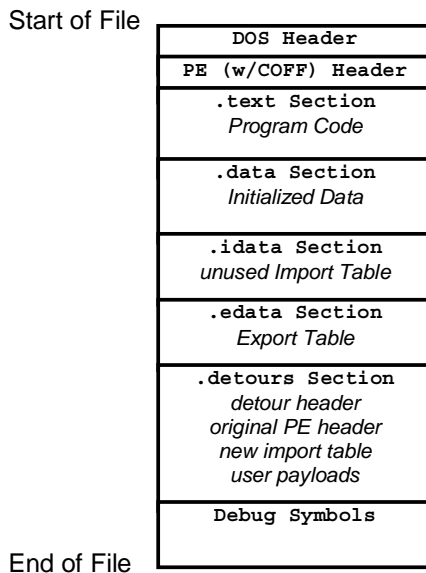 Start of File
DOS Header
PE (w/COFF) Header
.text Section
Program Code
.data Section
Initialized Data
.idata Section
unused Import Table
.edata Section
Export Table
.detours Section
detour header
original PE header
new import table
user payloads
Debug Symbols
End of File